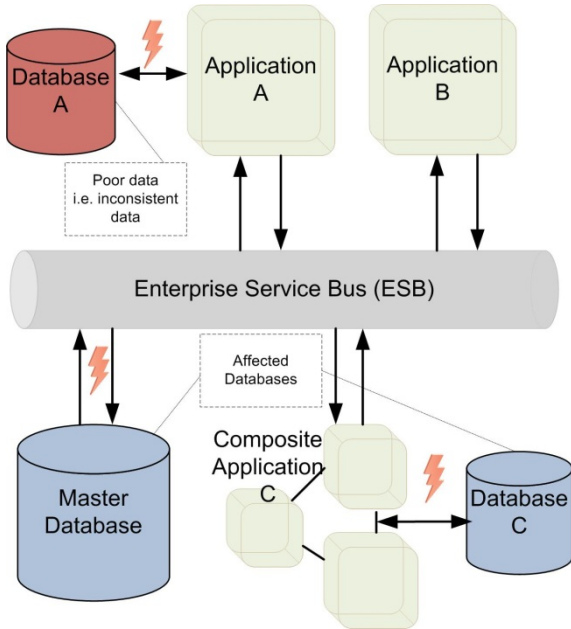 Database
A
Application
A
Application
B
Poor data
i.e. inconsistent
data
Enterprise Service Bus (ESB)
Affected
Databases
Composite
Application
C
Master
Database
Database
C